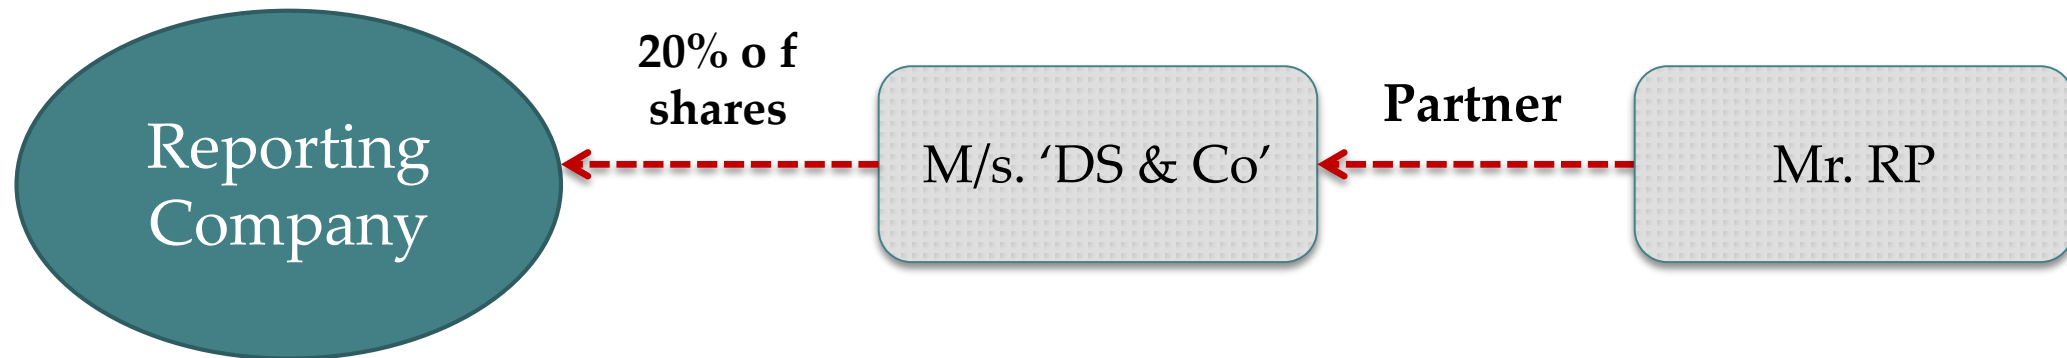 Reporting
Company
20% o f
shares
M/s. ‘DS & Co’
Partner
Mr. RP